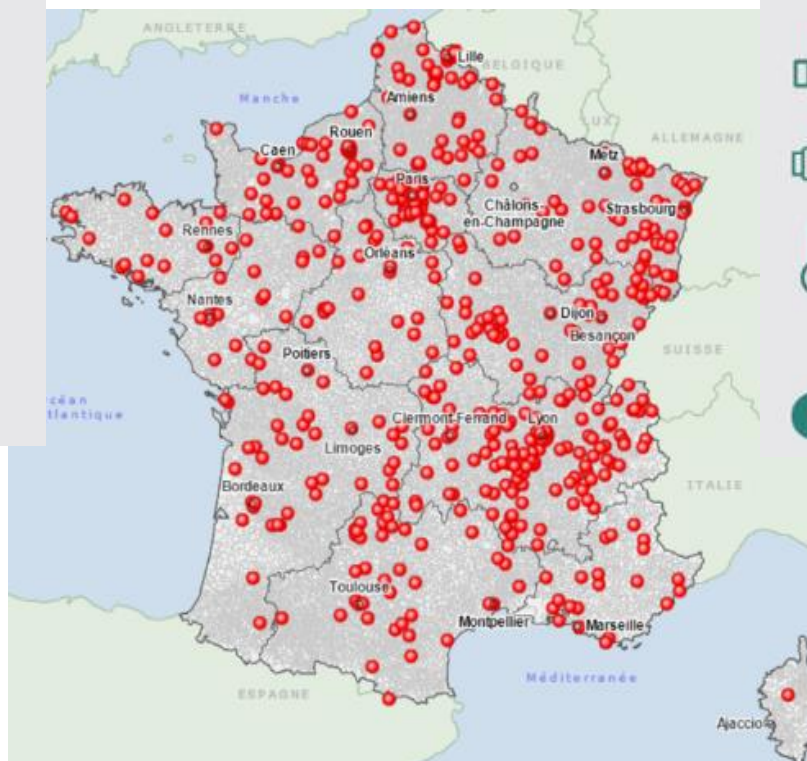 ANGLETERRE
Lille
BELGIQUE
Manche
Amiens
LUX
ALLEMAGNE
Rouen
Caen
Metz
Paris
Châlons-
en-Champagne
Strasbourg
Rennes
Orléans
Nantes
Dijon
Besançon
Poitiers
SUISSE
céan
tlantique
Clermont-Ferrand
Lyon
Limoges
Bordeaux
ITALIE
Toulouse
Montpellier
Marseille
Méditerranée
ESPAGNE
Ajaccio